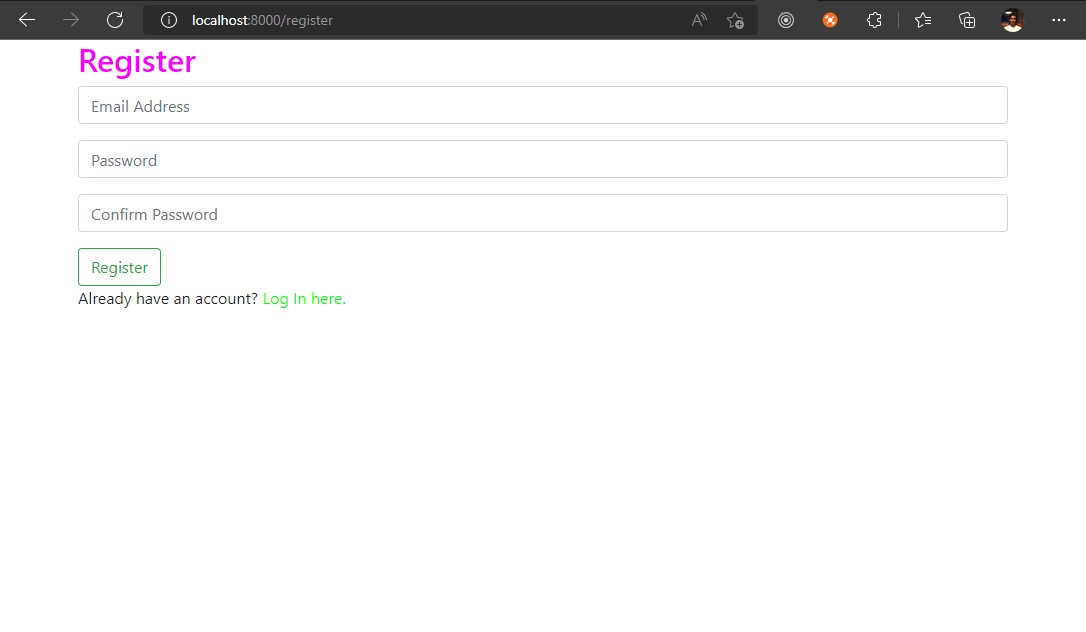 localhost:8000/register
Register
Email Address
Password
Confirm Password
Register
Already have an account? Log In here.